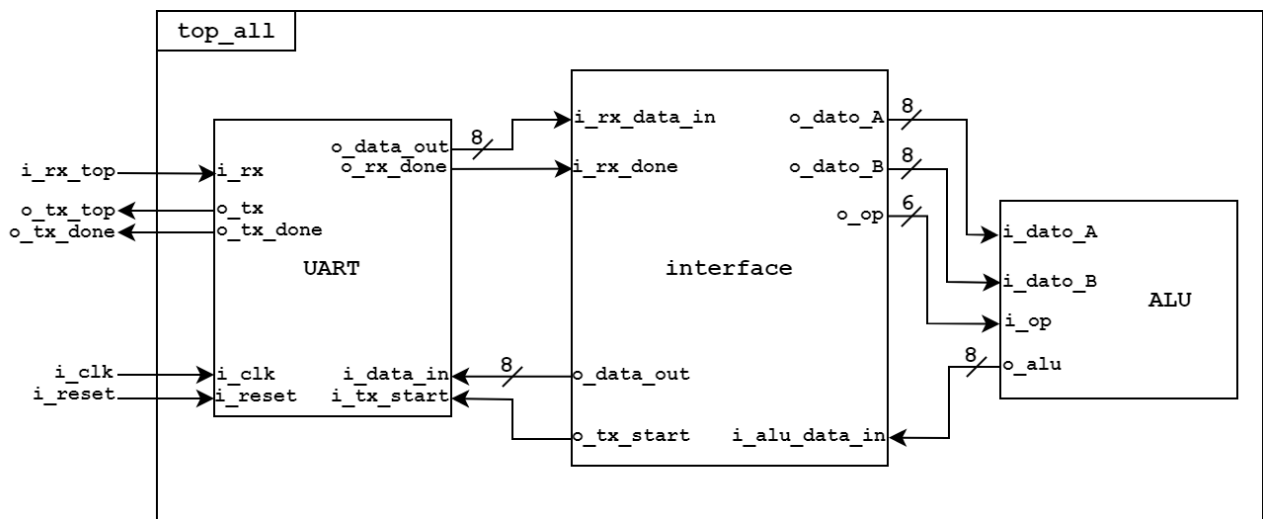 top_all
i_rx_top
o_tx_top
o_tx_done
i_clk
i_reset
i_rx
o_tx
o_tx_done
o_data_out
o_rx_done
UART
i_clk
i_reset
i_data_in
i_tx_start
8
8
i_rx_data_in
i_rx_done
o_dato_A
o_dato_B
o_op
interface
o_data_out
o_tx_start
i_alu_data_in
8
8
6
8
i_dato_A
i_dato_B
ALU
i_op
o_alu